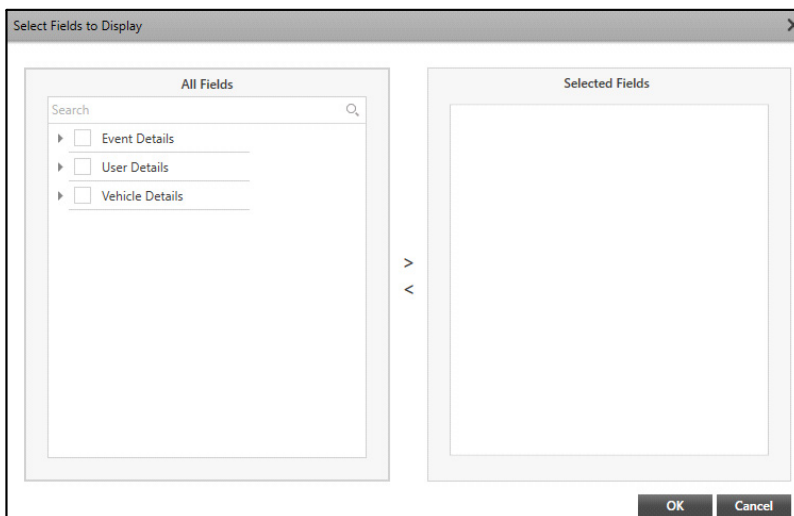 Select Fields to Display
All Fields
Search
Event Details
User Details
Vehicle Details
>
<
Selected Fields
OK
Cancel